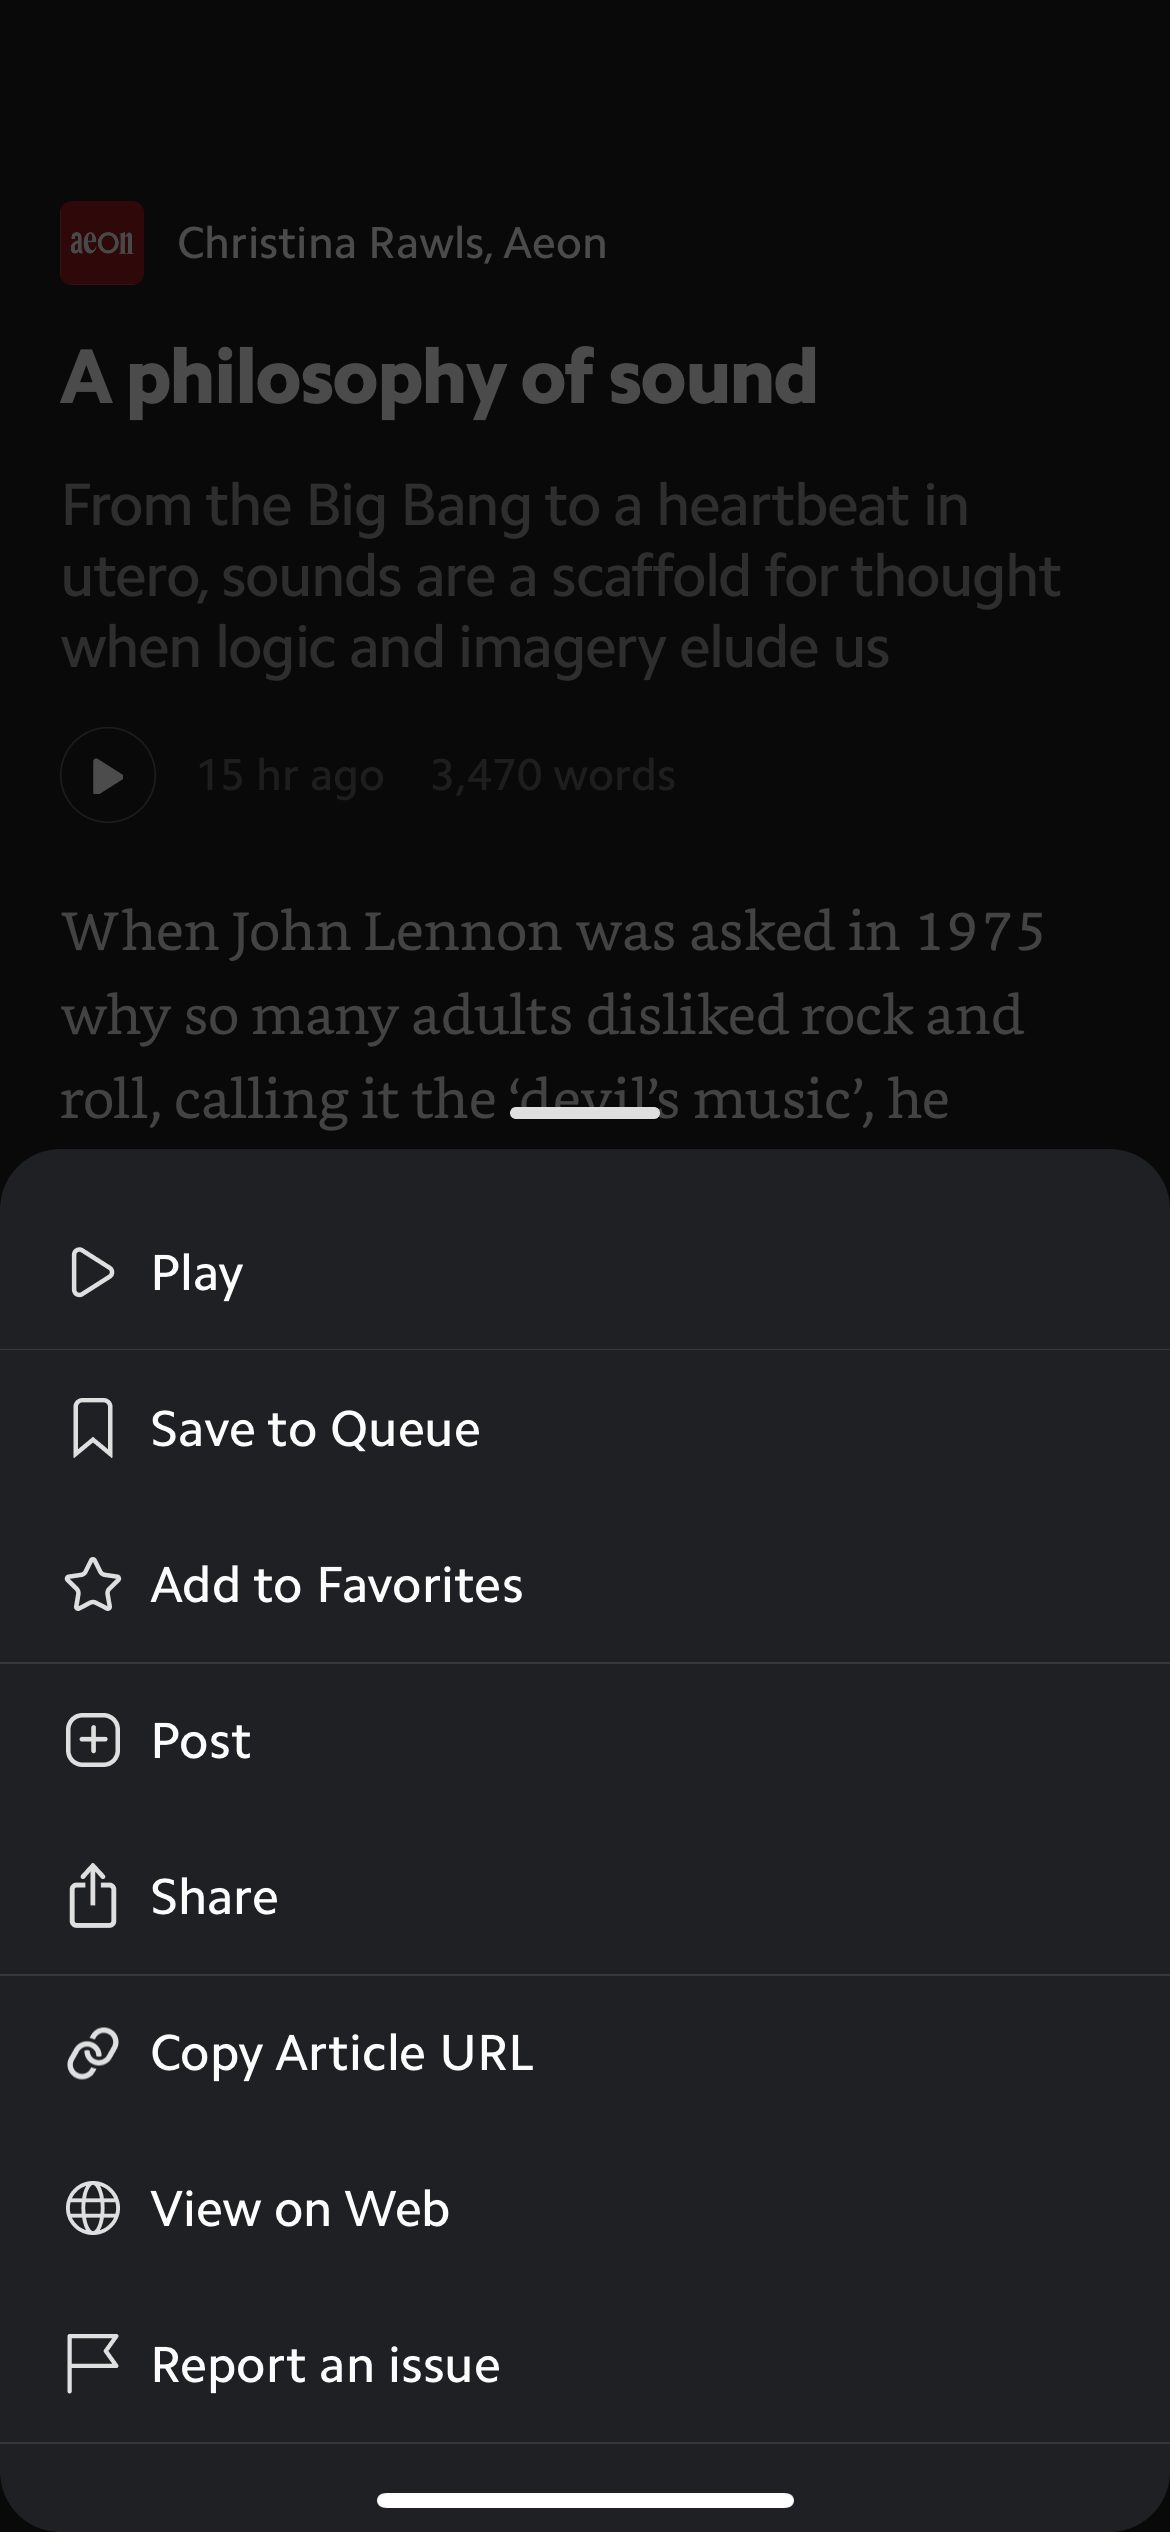 aeon
Christina Rawls, Aeon
A philosophy of sound
From the Big Bang to a heartbeat in
utero, sounds are a scaffold for thought
when logic and imagery elude us
15 hr ago 3,470 words
When John Lennon was asked in 1975
why so many adults disliked rock and
roll, calling it the ‘devil’s music’, he
Play
Save to Queue
Add to Favorites
Post
Share
Copy Article URL
View on Web
Report an issue